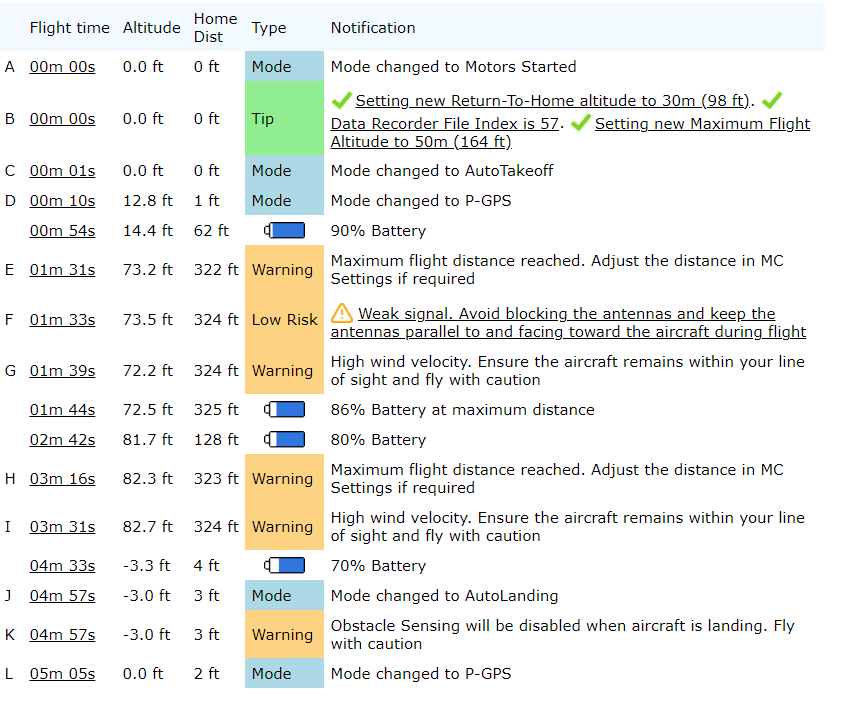 Flight time Altitude Home Dist Type Notification
A 00m 00s 0.0 ft 0 ft Mode Mode changed to Motors Started
B 00m 00s 0.0 ft 0 ft Tip Setting new Return-To-Home altitude to 30m (98 ft).
Data Recorder File Index is 57. Setting new Maximum Flight
Altitude to 50m (164 ft)
C 00m 01s 0.0 ft 0 ft Mode Mode changed to AutoTakeoff
D 00m 10s 12.8 ft 1 ft Mode Mode changed to P-GPS
00m 54s 14.4 ft 62 ft 90% Battery
E 01m 31s 73.2 ft 322 ft Warning Maximum flight distance reached. Adjust the distance in MC
Settings if required
F 01m 33s 73.5 ft 324 ft Low Risk Weak signal. Avoid blocking the antennas and keep the
antennas parallel to and facing toward the aircraft during flight
G 01m 39s 72.2 ft 324 ft Warning High wind velocity. Ensure the aircraft remains within your line
of sight and fly with caution
01m 44s 72.5 ft 325 ft 86% Battery at maximum distance
02m 42s 81.7 ft 128 ft 80% Battery
H 03m 16s 82.3 ft 323 ft Warning Maximum flight distance reached. Adjust the distance in MC
Settings if required
I 03m 31s 82.7 ft 324 ft Warning High wind velocity. Ensure the aircraft remains within your line
of sight and fly with caution
04m 33s -3.3 ft 4 ft 70% Battery
J 04m 57s -3.0 ft 3 ft Mode Mode changed to AutoLanding
K 04m 57s -3.0 ft 3 ft Warning Obstacle Sensing will be disabled when aircraft is landing. Fly
with caution
L 05m 05s 0.0 ft 2 ft Mode Mode changed to P-GPS